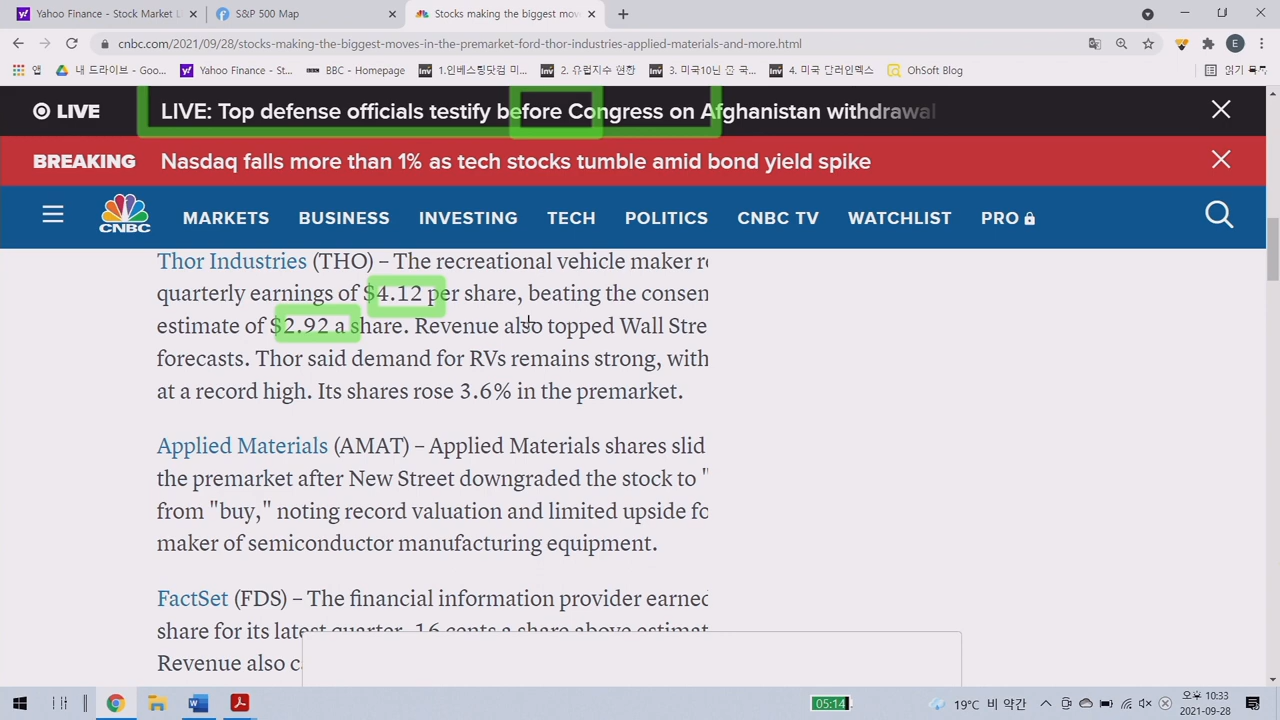 Yahoo Finance - Stock Market Li
S&P 500 Map
Stocks making the biggest mov
cnbc.com/2021/09/28/stocks-making-the-biggest-moves-in-the-premarket-ford-thor-industries-applied-materials-and-more.html
E
앱
내 드라이브 - Goo...
Yahoo Finance - St...
BBC - Homepage
1.인베스트닷컴 미...
2. 유럽지수 현황
3. 미국10년 존 국...
4. 미국 달러인덱스
OhSoft Blog
읽기 목록
LIVE
LIVE: Top defense officials testify before Congress on Afghanistan withdrawal
BREAKING
Nasdaq falls more than 1% as tech stocks tumble amid bond yield spike
CNBC
MARKETS
BUSINESS
INVESTING
TECH
POLITICS
CNBC TV
WATCHLIST
PRO
Thor Industries (THO) – The recreational vehicle maker re
quarterly earnings of $4.12 per share, beating the consen
estimate of $2.92 a share. Revenue also topped Wall Stre
forecasts. Thor said demand for RVs remains strong, with
at a record high. Its shares rose 3.6% in the premarket.
Applied Materials (AMAT) – Applied Materials shares slid
the premarket after New Street downgraded the stock to "
from "buy," noting record valuation and limited upside fo
maker of semiconductor manufacturing equipment.
FactSet (FDS) – The financial information provider earned
share for its latest quarter, 16 cents a share above estimat
Revenue also c
05:14
19°C 비 약간
오후 10:33
2021-09-28